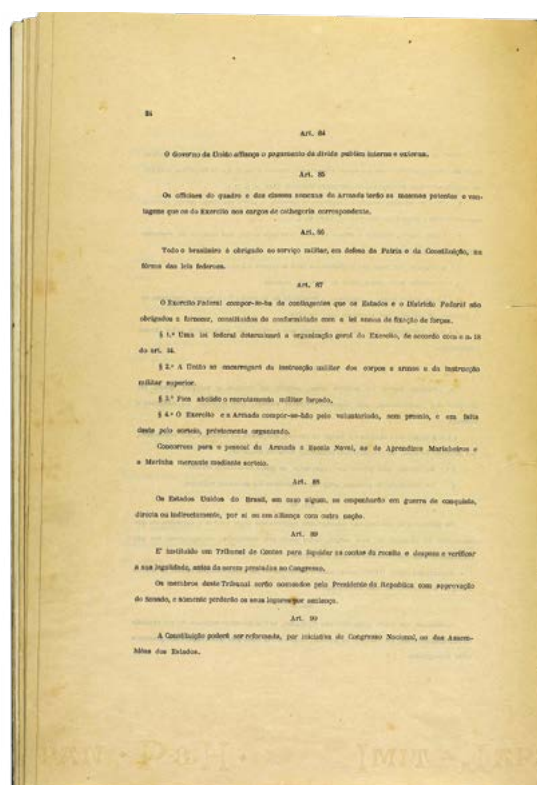 24
Art. 84
O Governo da União affiança o pagamento da divida publica interna e externa.
Art. 85
Os officiaes do quadro e das classes annexas da Armada terão as mesmas patentes e van-
tagens que os do Exercito nos cargos de cathegoria correspondente.
Art. 86
Todo o brasileiro é obrigado ao serviço militar, em defesa da Patria e da Constituição, na
fórma das leis federaes.
Art. 87
O Exercito Federal compor-se-ha de contingentes que os Estados e o Districto Federal são
obrigados a fornecer, constituidos de conformidade com a lei annua de fixação de forças.
§ 1.º Uma lei federal determinará a organização geral do Exercito, de accordo com o n. 18
do art. 34.
§ 2.º A União se encarregará da instrucção militar dos corpos e armas e da instrucção
militar superior.
§ 3.º Fica abolido o recrutamento militar forçado.
§ 4.º O Exercito e a Armada compôr-se-hão pelo voluntariado, sem premio, e em falta
deste pelo sorteio, préviamente organizado.
Concorrem para o pessoal da Armada a Escola Naval, as de Aprendizes Marinheiros e
a Marinha mercante mediante sorteio.
Art. 88
Os Estados Unidos do Brasil, em caso algum, se empenharão em guerra de conquista,
directa ou indirectamente, por si ou em alliança com outra nação.
Art. 89
E' instituido um Tribunal de Contas para liquidar as contas da receita e despeza e verificar
a sua legalidade, antes de serem prestadas ao Congresso.
Os membros deste Tribunal serão nomeados pelo Presidente da Republica com approvação
do Senado, e sómente perderão os seus logares por sentença.
Art. 90
A Constituição poderá ser reformada, por iniciativa do Congresso Nacional, ou das Assem-
bléas dos Estados.